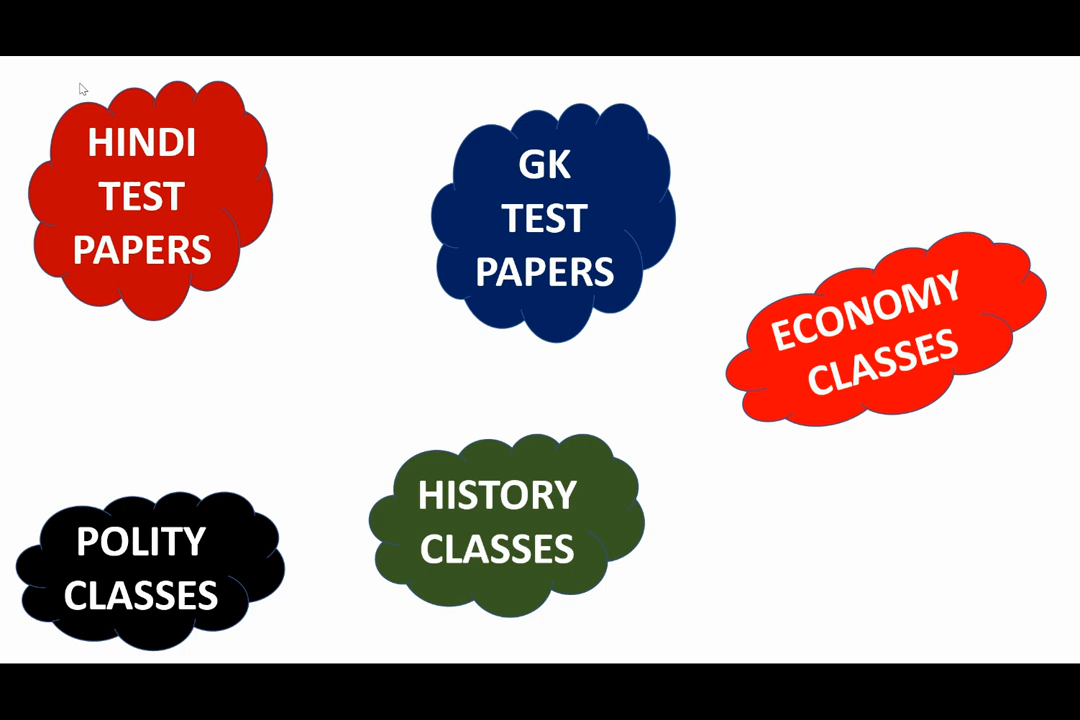 HINDI
TEST
PAPERS
GK
TEST
PAPERS
ECONOMY
CLASSES
POLITY
CLASSES
HISTORY
CLASSES